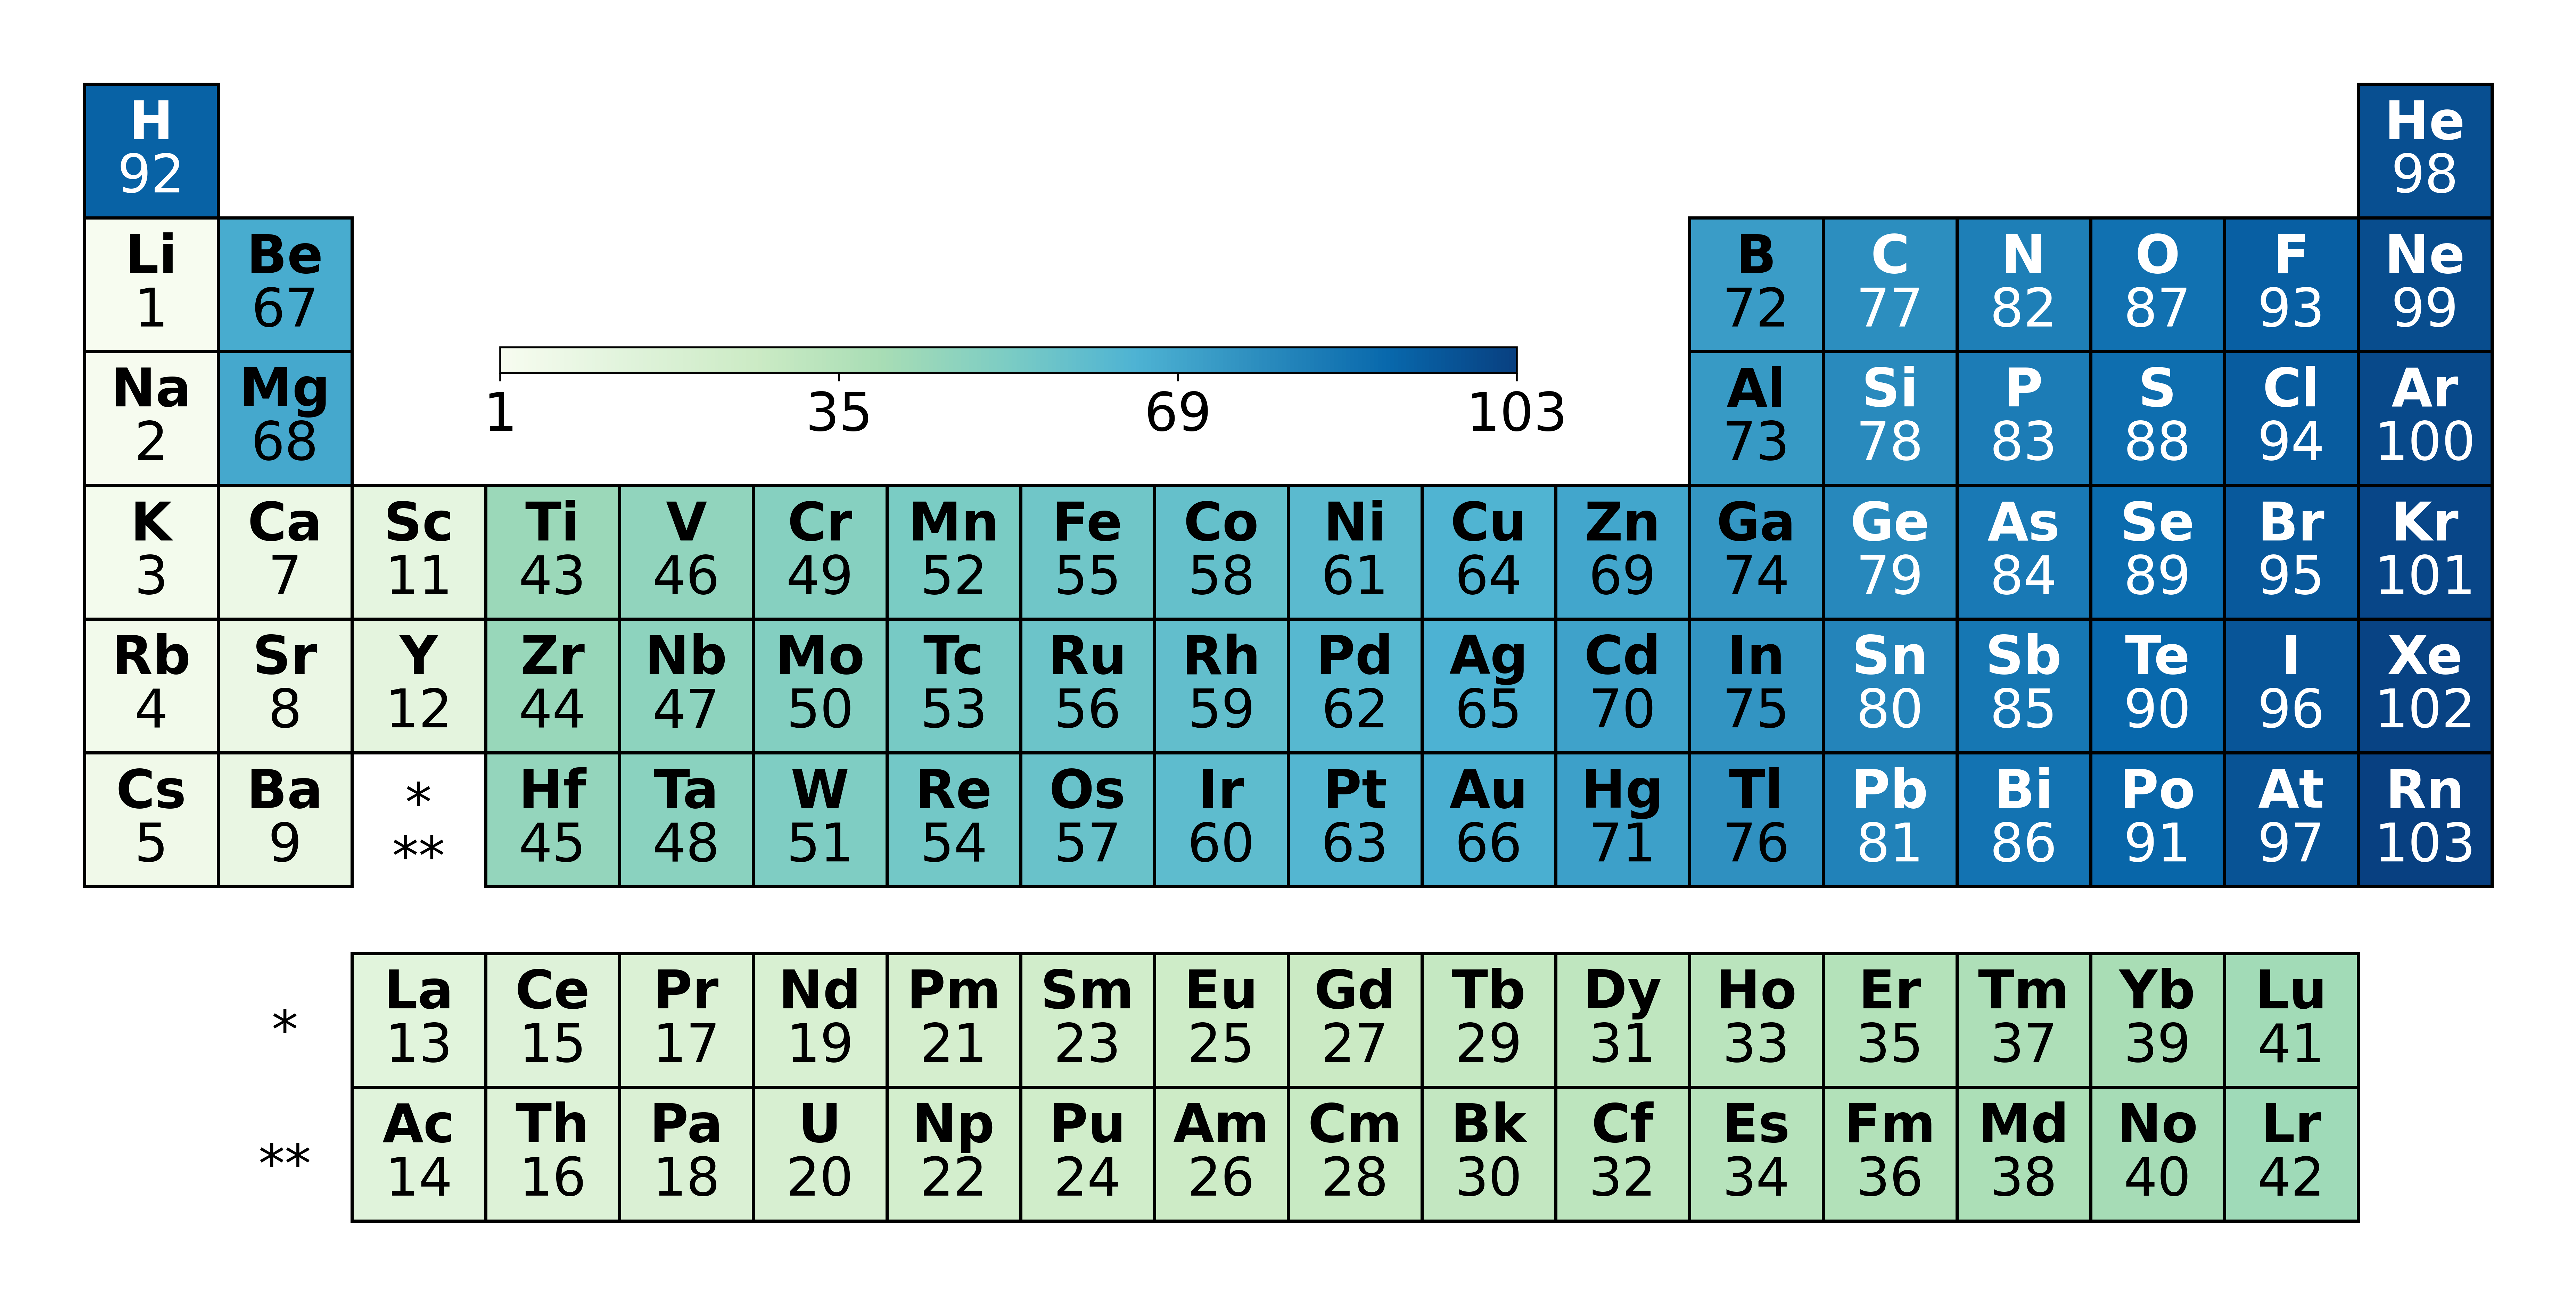 H He
92 98
Li Be B C N O F Ne
1 67 72 77 82 87 93 99
Na Mg Al Si P S Cl Ar
2 68 73 78 83 88 94 100
1 35 69 103
K Ca Sc Ti V Cr Mn Fe Co Ni Cu Zn Ga Ge As Se Br Kr
3 7 11 43 46 49 52 55 58 61 64 69 74 79 84 89 95 101
Rb Sr Y Zr Nb Mo Tc Ru Rh Pd Ag Cd In Sn Sb Te I Xe
4 8 12 44 47 50 53 56 59 62 65 70 75 80 85 90 96 102
Cs Ba * Hf Ta W Re Os Ir Pt Au Hg Tl Pb Bi Po At Rn
5 9 ** 45 48 51 54 57 60 63 66 71 76 81 86 91 97 103
* La Ce Pr Nd Pm Sm Eu Gd Tb Dy Ho Er Tm Yb Lu
13 15 17 19 21 23 25 27 29 31 33 35 37 39 41
** Ac Th Pa U Np Pu Am Cm Bk Cf Es Fm Md No Lr
14 16 18 20 22 24 26 28 30 32 34 36 38 40 42